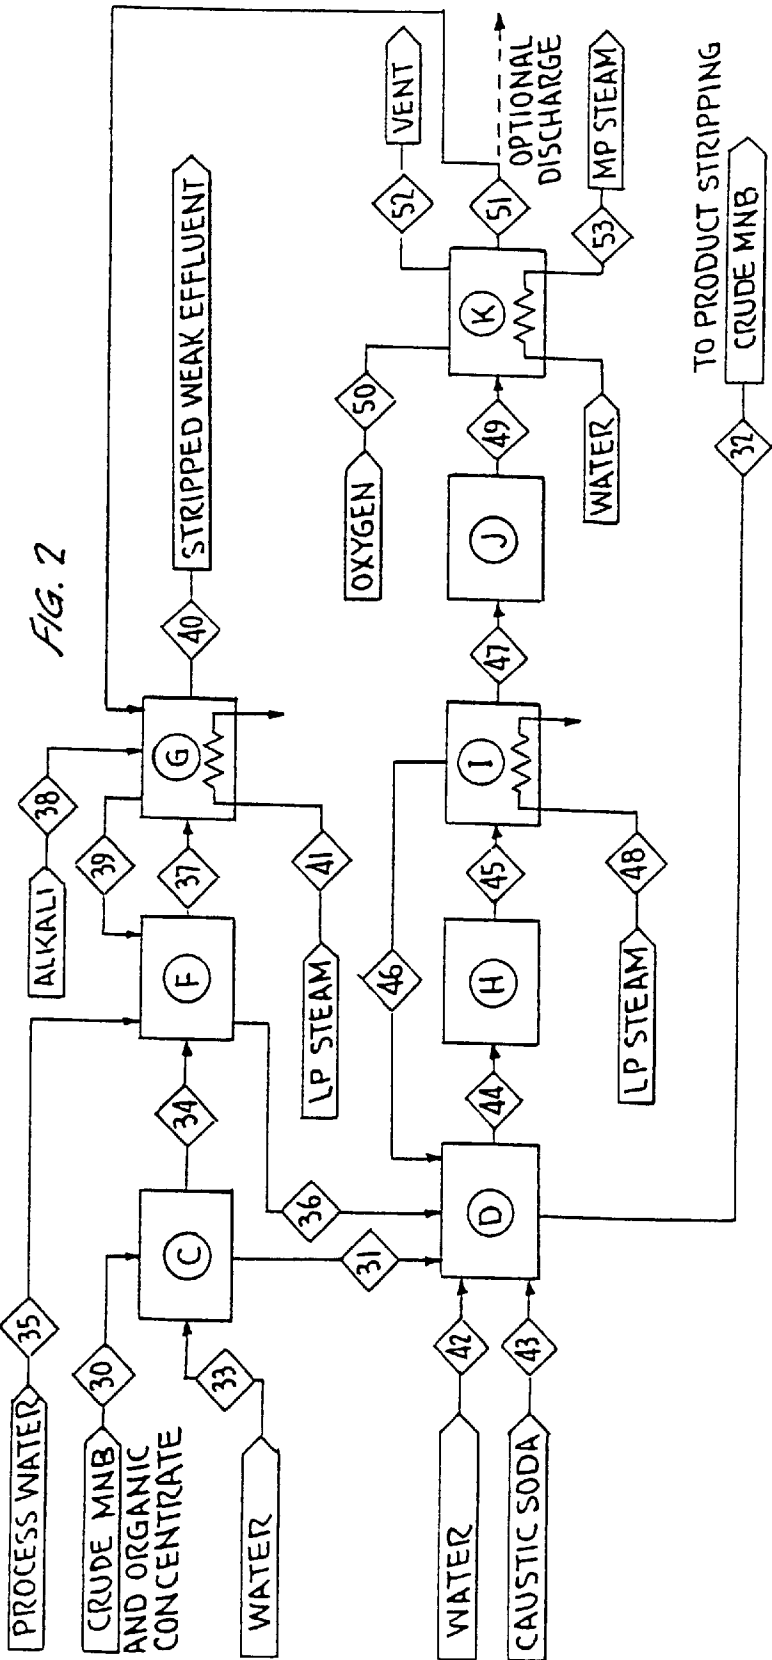 FIG. 2
PROCESS WATER
35
CRUDE MNB
AND ORGANIC
CONCENTRATE
30
WATER
33
C
34
31
F
36
37
39
ALKALI
38
G
LP STEAM
41
40
STRIPPED WEAK EFFLUENT
WATER
42
CAUSTIC SODA
43
D
44
46
H
45
I
LP STEAM
48
47
J
49
OXYGEN
50
K
WATER
52
VENT
51
OPTIONAL
DISCHARGE
53
MP STEAM
32
TO PRODUCT STRIPPING
CRUDE MNB